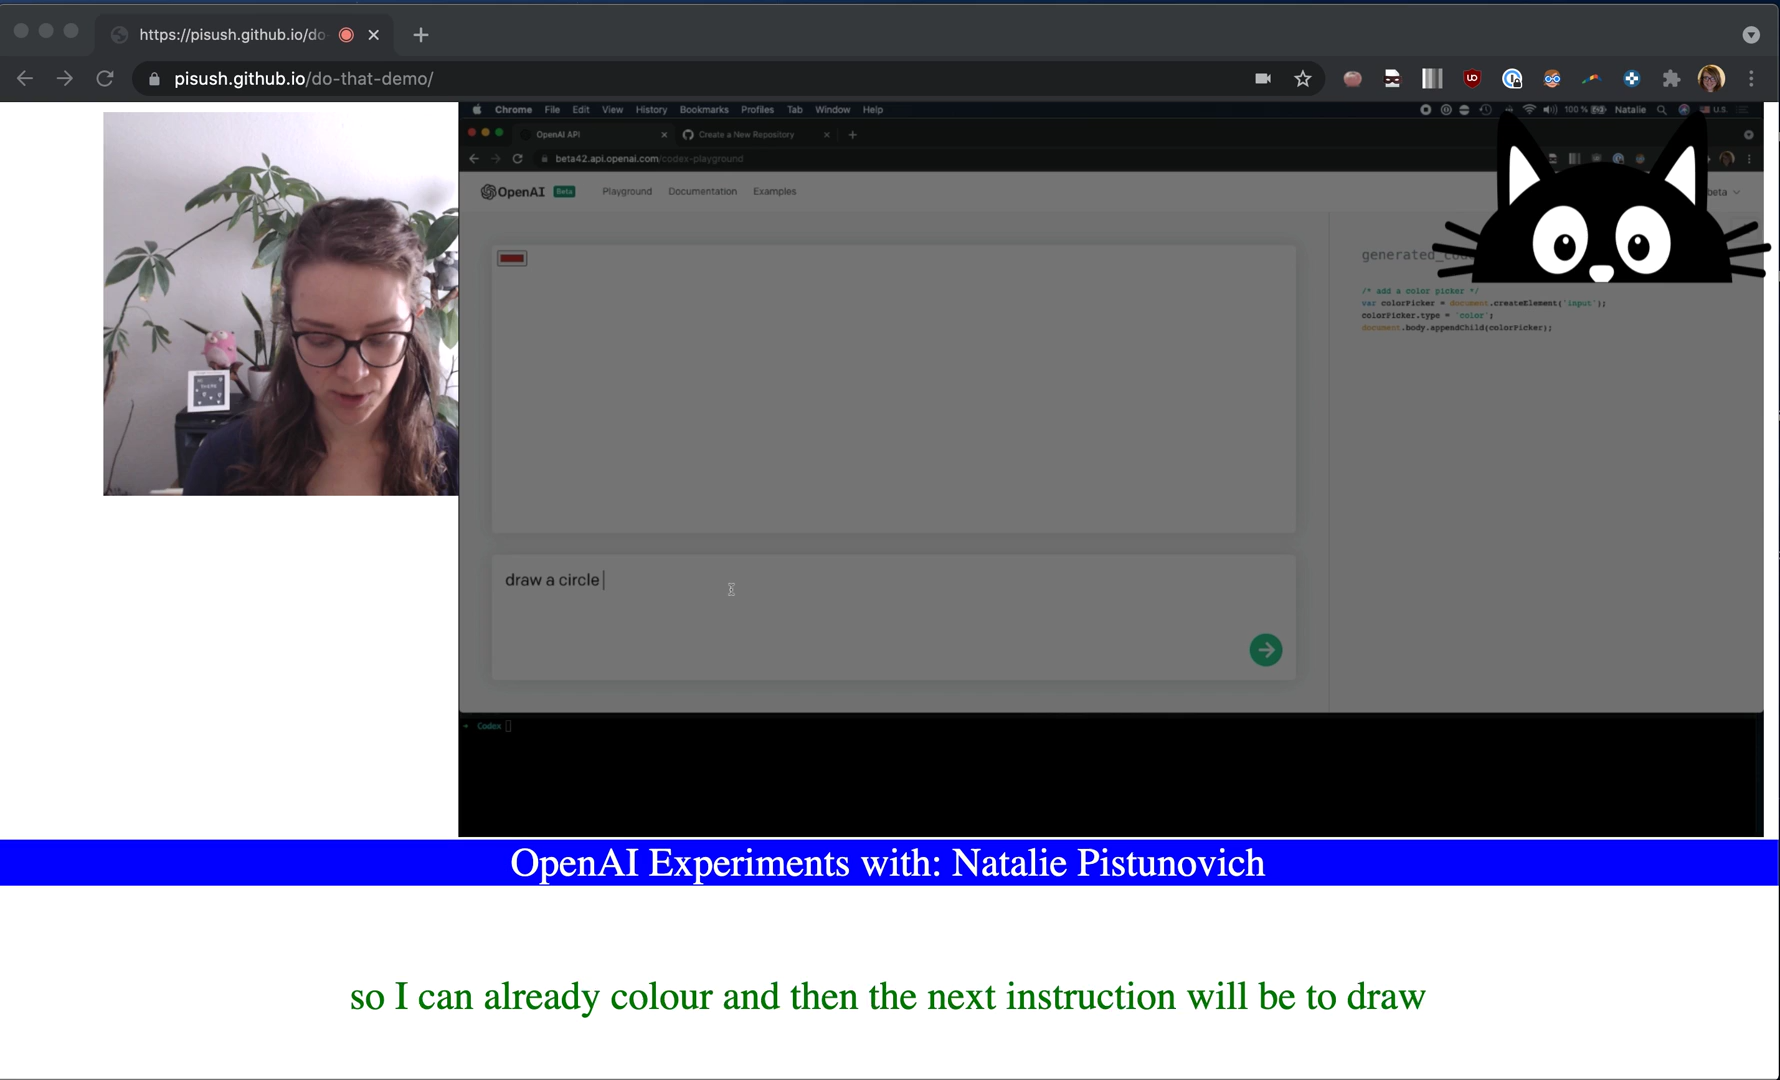 https://pisush.github.io/do
pisush.github.io/do-that-demo/
Chrome File Edit View History Bookmarks Profiles Tab Window Help
100% Natalie U.S.
OpenAI API
Create a New Repository
beta42.api.openai.com/codex-playground
OpenAI Beta Playground Documentation Examples
beta
/* add a color picker */
var colorPicker = document.createElement('input');
colorPicker.type = 'color';
document.body.appendChild(colorPicker);
draw a circle
Codex
OpenAI Experiments with: Natalie Pistunovich
so I can already colour and then the next instruction will be to draw